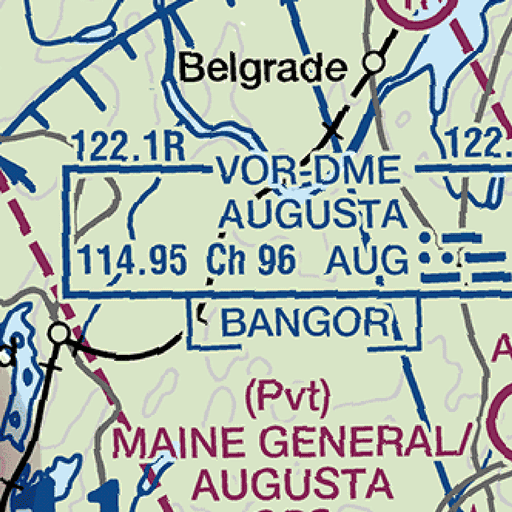 Belgrade
122.1R
122.
VOR-DME
AUGUSTA
114.95 Ch 96 AUG
BANGOR
(Pvt)
MAINE GENERAL/
AUGUSTA